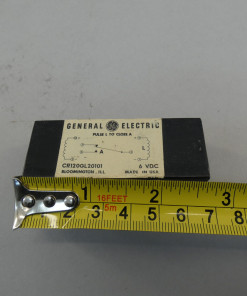 GENERAL ELECTRIC
PULSE L TO CLOSE A
A
L
CR120GL20101 6 VDC
BLOOMINGTON, ILL MADE IN USA
1 2 3
16FEET
5m
1 2 3 4 5 6 7 8